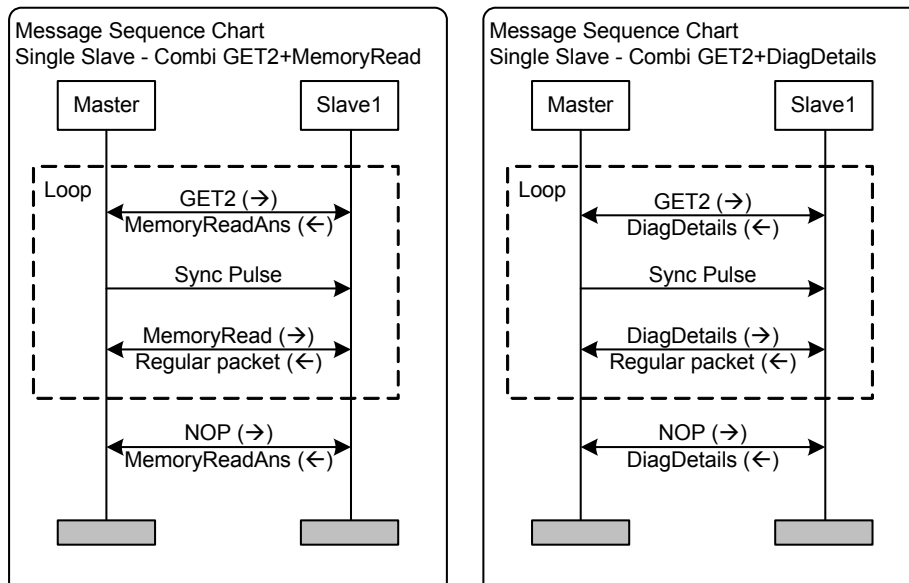 Message Sequence Chart
Single Slave - Combi GET2+MemoryRead
Master
Slave1
Loop
GET2 (→)
MemoryReadAns (←)
Sync Pulse
MemoryRead (→)
Regular packet (←)
NOP (→)
MemoryReadAns (←)
Message Sequence Chart
Single Slave - Combi GET2+DiagDetails
Master
Slave1
Loop
GET2 (→)
DiagDetails (←)
Sync Pulse
DiagDetails (→)
Regular packet (←)
NOP (→)
DiagDetails (←)